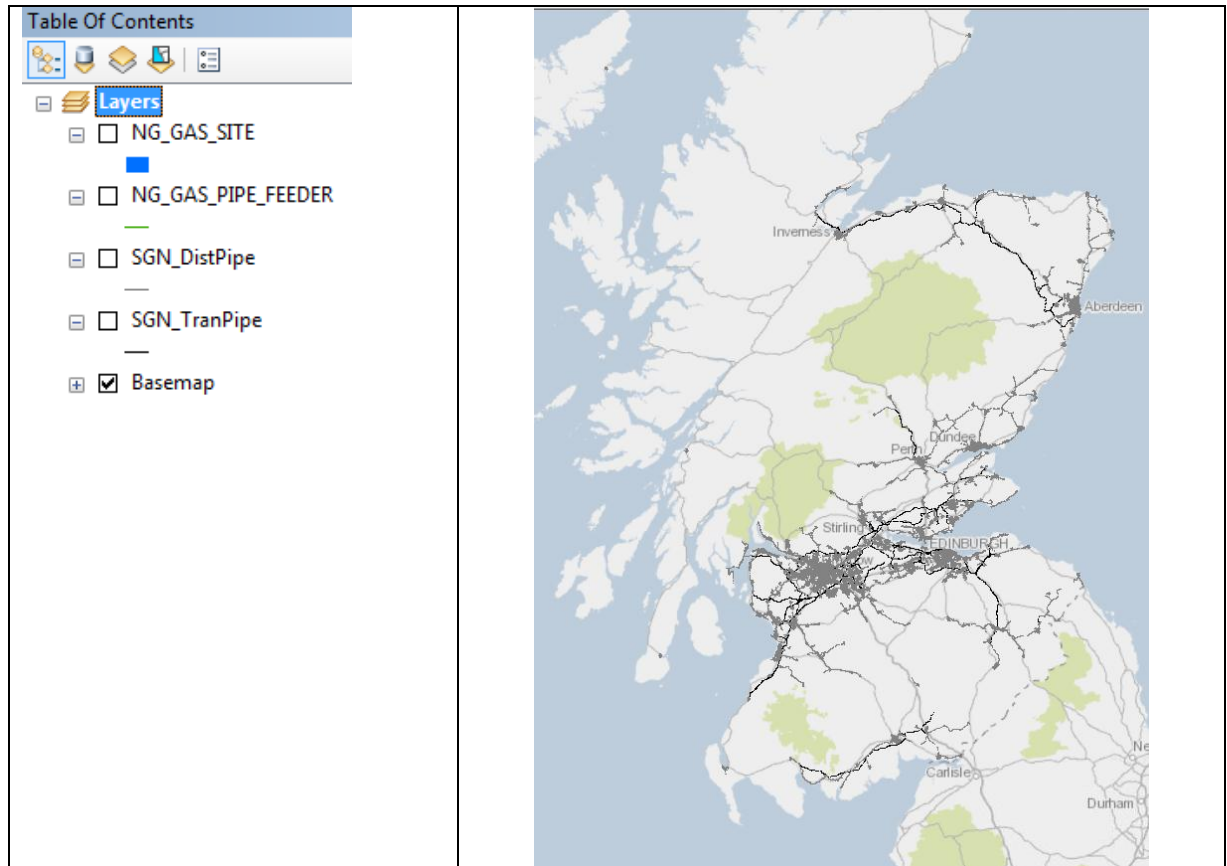 Table Of Contents
Layers
NG_GAS_SITE
NG_GAS_PIPE_FEEDER
SGN_DistPipe
SGN_TranPipe
Basemap
Inverness
Aberdeen
Dundee
Perth
Stirling
EDINBURGH
Carlisle
Durham